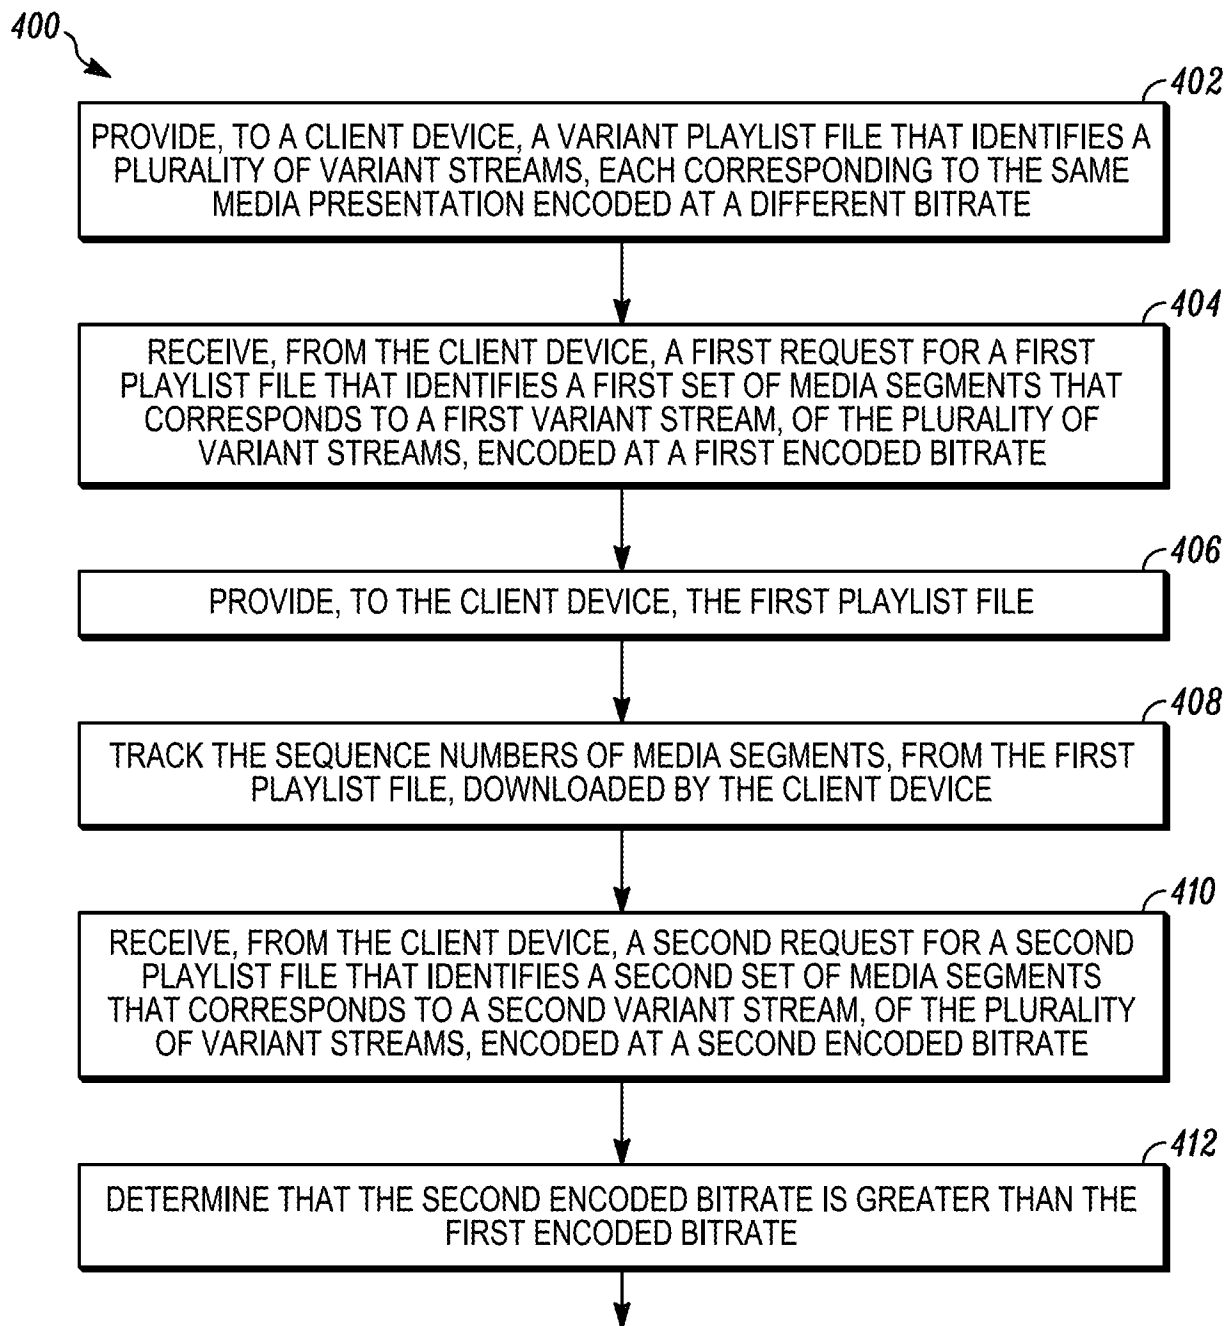 400
402
PROVIDE, TO A CLIENT DEVICE, A VARIANT PLAYLIST FILE THAT IDENTIFIES A
PLURALITY OF VARIANT STREAMS, EACH CORRESPONDING TO THE SAME
MEDIA PRESENTATION ENCODED AT A DIFFERENT BITRATE
404
RECEIVE, FROM THE CLIENT DEVICE, A FIRST REQUEST FOR A FIRST
PLAYLIST FILE THAT IDENTIFIES A FIRST SET OF MEDIA SEGMENTS THAT
CORRESPONDS TO A FIRST VARIANT STREAM, OF THE PLURALITY OF
VARIANT STREAMS, ENCODED AT A FIRST ENCODED BITRATE
406
PROVIDE, TO THE CLIENT DEVICE, THE FIRST PLAYLIST FILE
408
TRACK THE SEQUENCE NUMBERS OF MEDIA SEGMENTS, FROM THE FIRST
PLAYLIST FILE, DOWNLOADED BY THE CLIENT DEVICE
410
RECEIVE, FROM THE CLIENT DEVICE, A SECOND REQUEST FOR A SECOND
PLAYLIST FILE THAT IDENTIFIES A SECOND SET OF MEDIA SEGMENTS
THAT CORRESPONDS TO A SECOND VARIANT STREAM, OF THE PLURALITY
OF VARIANT STREAMS, ENCODED AT A SECOND ENCODED BITRATE
412
DETERMINE THAT THE SECOND ENCODED BITRATE IS GREATER THAN THE
FIRST ENCODED BITRATE